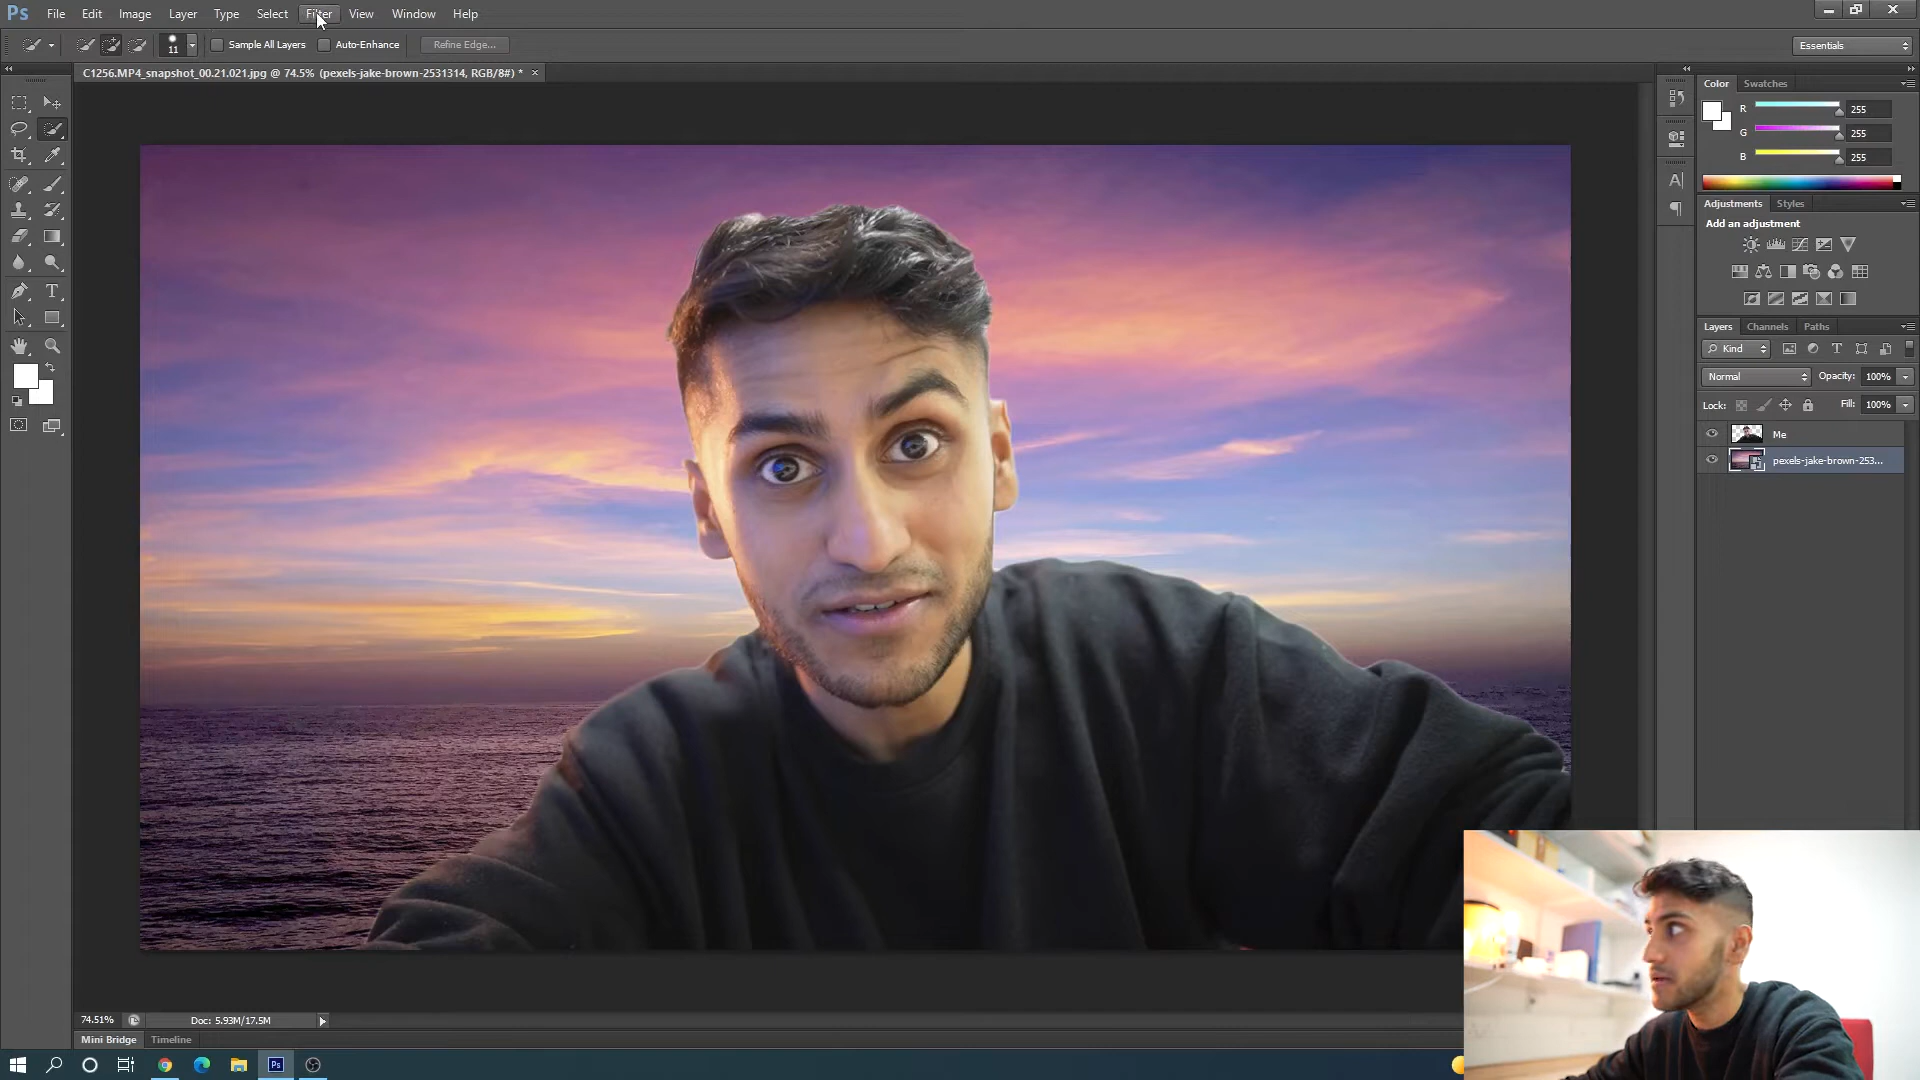 Ps File Edit Image Layer Type Select Filter View Window Help
11 Sample All Layers Auto-Enhance Refine Edge... Essentials
C1256.MP4_snapshot_00.21.021.jpg @ 74.5% (pexels-jake-brown-2531314, RGB/8#) * ×
Color Swatches
R 255
G 255
B 255
Adjustments Styles
Add an adjustment
Layers Channels Paths
Kind
Normal Opacity: 100%
Lock: Fill: 100%
Me
pexels-jake-brown-253...
74.51% Doc: 5.93M/17.5M
Mini Bridge Timeline
Ps